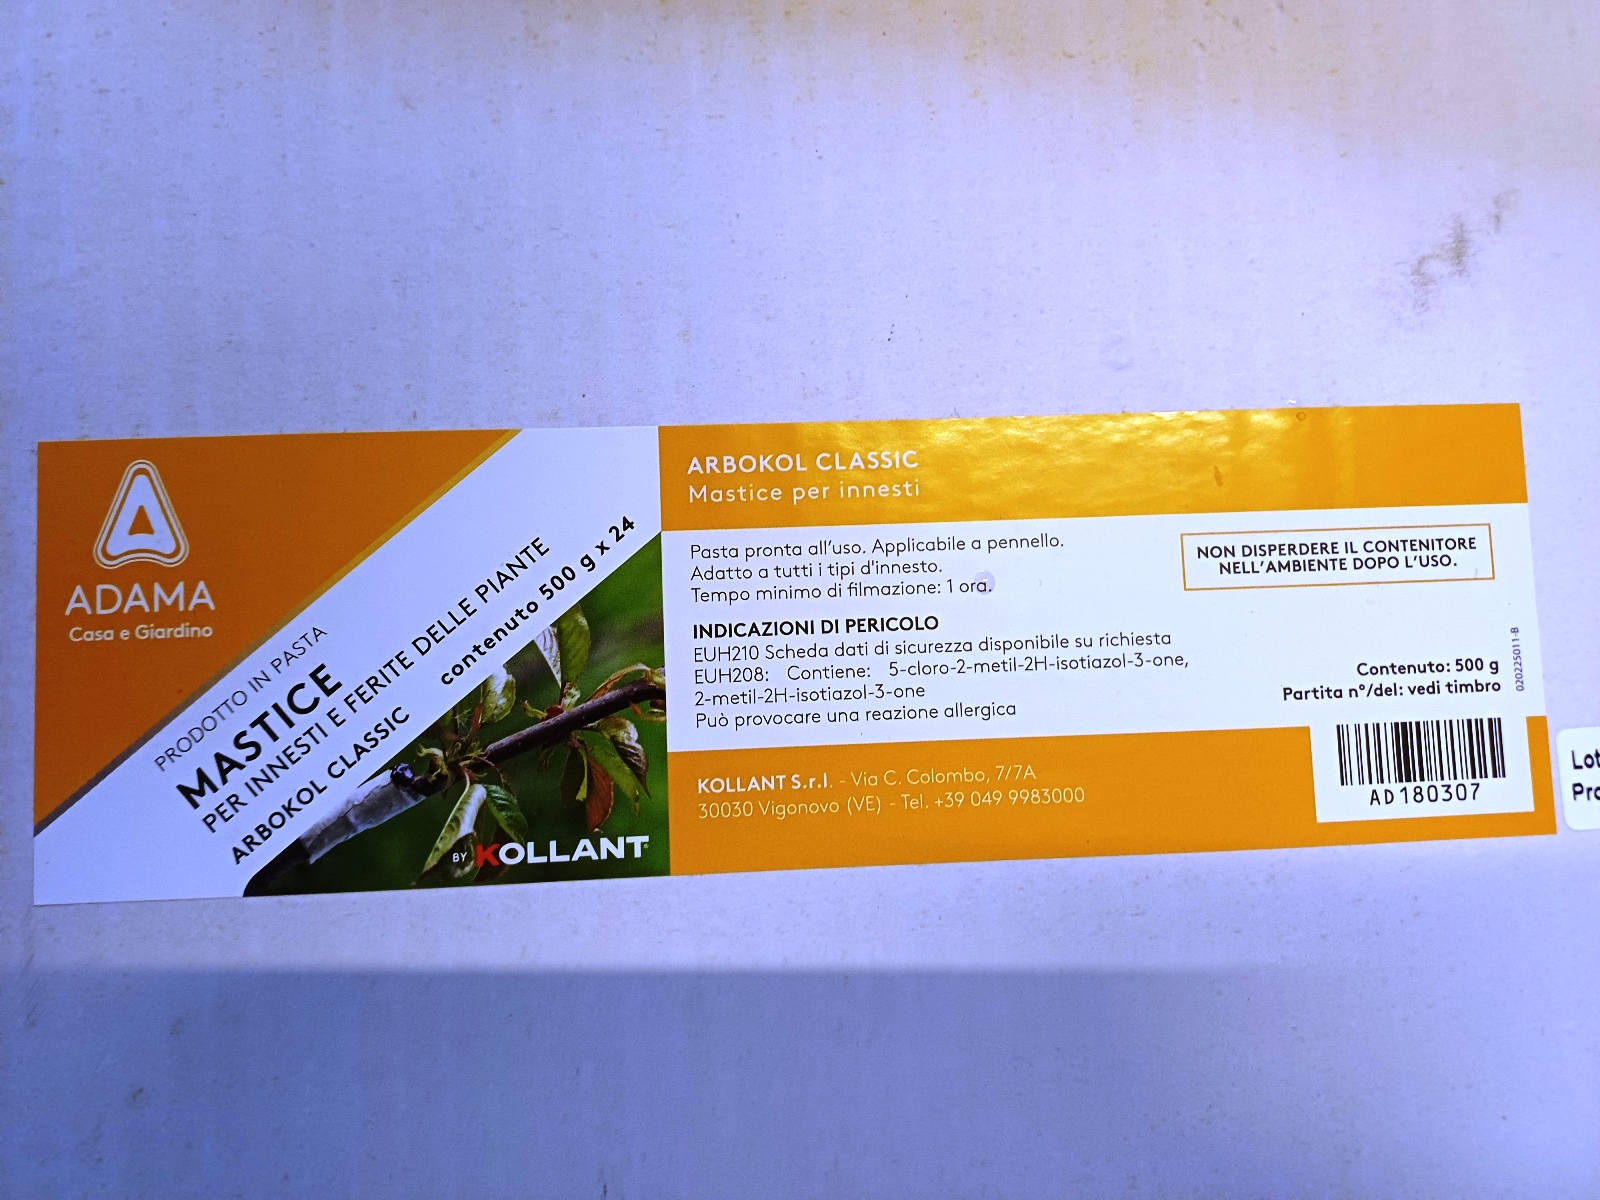 ADAMA
Casa e Giardino
PRODOTTO IN PASTA
MASTICE
PER INNESTI E FERITE DELLE PIANTE
ARBOKOL CLASSIC
contenuto 500 g x 24
BY KOLLANT
ARBOKOL CLASSIC
Mastice per innesti
Pasta pronta all'uso. Applicabile a pennello.
Adatto a tutti i tipi d'innesto.
Tempo minimo di filmazione: 1 ora.
NON DISPERDERE IL CONTENITORE
NELL'AMBIENTE DOPO L'USO.
INDICAZIONI DI PERICOLO
EUH210 Scheda dati di sicurezza disponibile su richiesta
EUH208: Contiene: 5-cloro-2-metil-2H-isotiazol-3-one,
2-metil-2H-isotiazol-3-one
Può provocare una reazione allergica
Contenuto: 500 g
Partita n°/del: vedi timbro
020225011-B
KOLLANT S.r.l. - Via C. Colombo, 7/7A
30030 Vigonovo (VE) - Tel. +39 049 9983000
AD180307